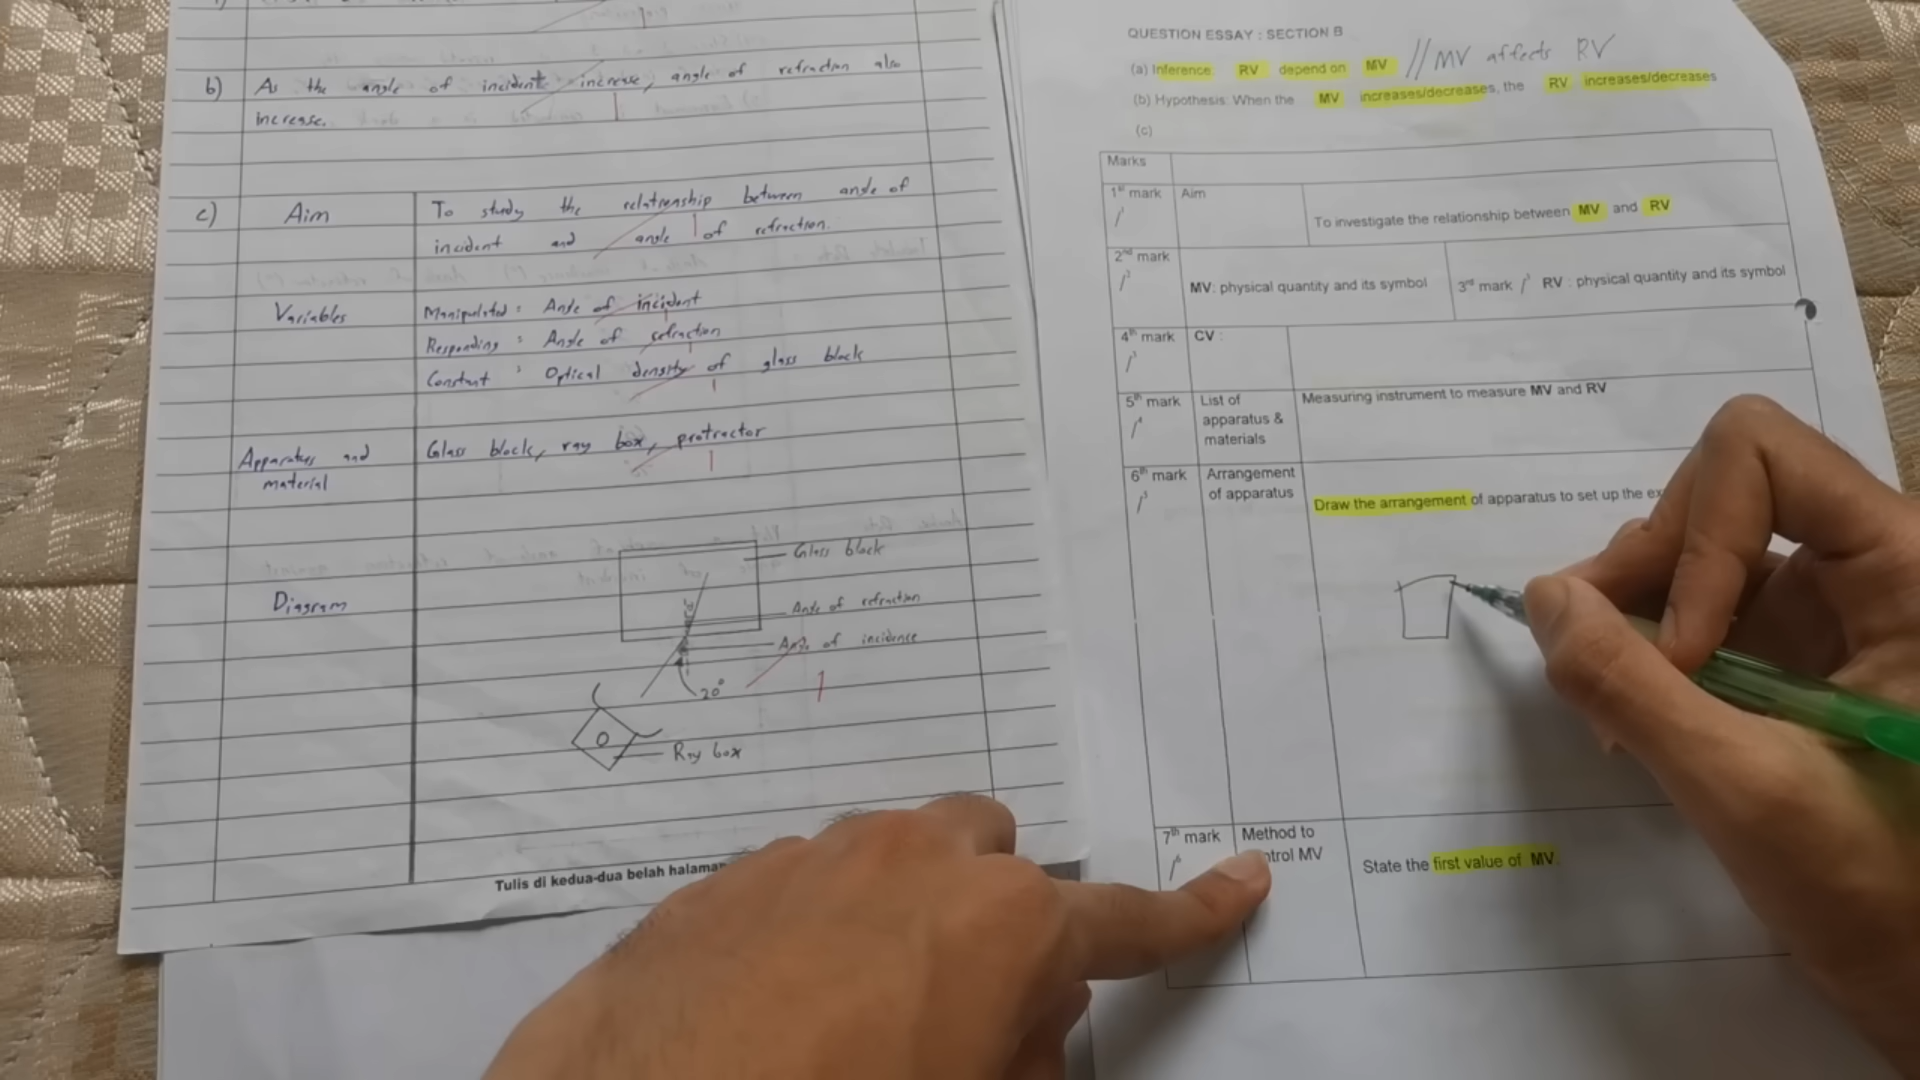 b) As the angle of incident increase, angle of refraction also
increase.
c) Aim
To study the relationship between angle of
incident and angle of refraction.
Variables
Manipulated : Angle of incident
Responding : Angle of refraction
Constant : Optical density of glass block
Apparatus and
material
Glass block, ray box, protractor
Diagram
Glass block
Angle of refraction
Angle of incidence
20°
Ray box
Tulis di kedua-dua belah halaman
QUESTION ESSAY : SECTION B
(a) Inference: RV depend on MV // MV affects RV
(b) Hypothesis: When the MV increases/decreases, the RV increases/decreases
(c)
Marks
1st mark
Aim
To investigate the relationship between MV and RV
2nd mark
MV: physical quantity and its symbol
3rd mark
RV : physical quantity and its symbol
4th mark
CV :
5th mark
List of
apparatus &
materials
Measuring instrument to measure MV and RV
6th mark
Arrangement
of apparatus
Draw the arrangement of apparatus to set up the
7th mark
Method to
MV
State the first value of MV.